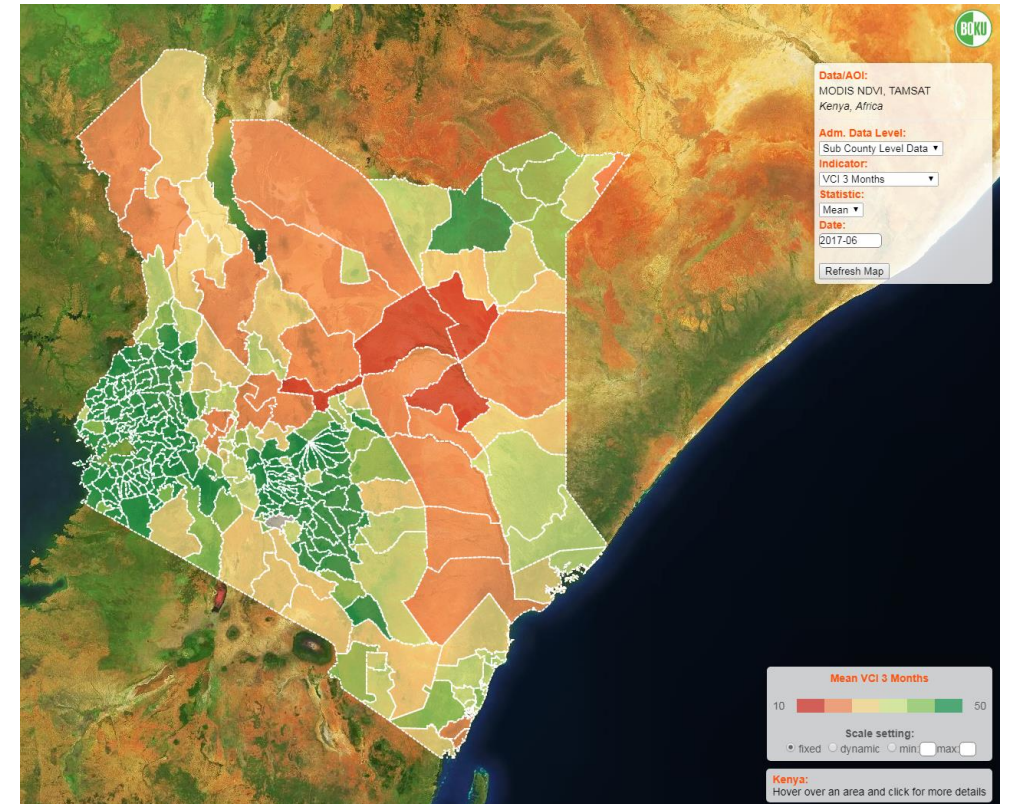 BOKU
Data/AOI:
MODIS NDVI, TAMSAT
Kenya, Africa
Adm. Data Level:
Sub County Level Data
Indicator:
VCI 3 Months
Statistic:
Mean
Date:
2017-06
Refresh Map
Mean VCI 3 Months
10 50
Scale setting:
fixed dynamic min: max:
Kenya:
Hover over an area and click for more details